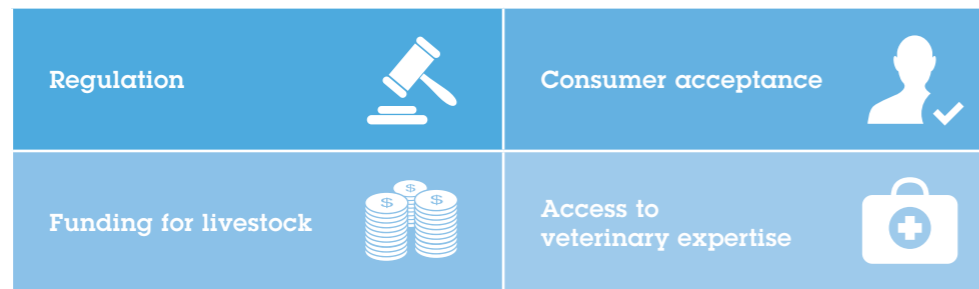 Regulation
Consumer acceptance
Funding for livestock
$ $ $
Access to
veterinary expertise